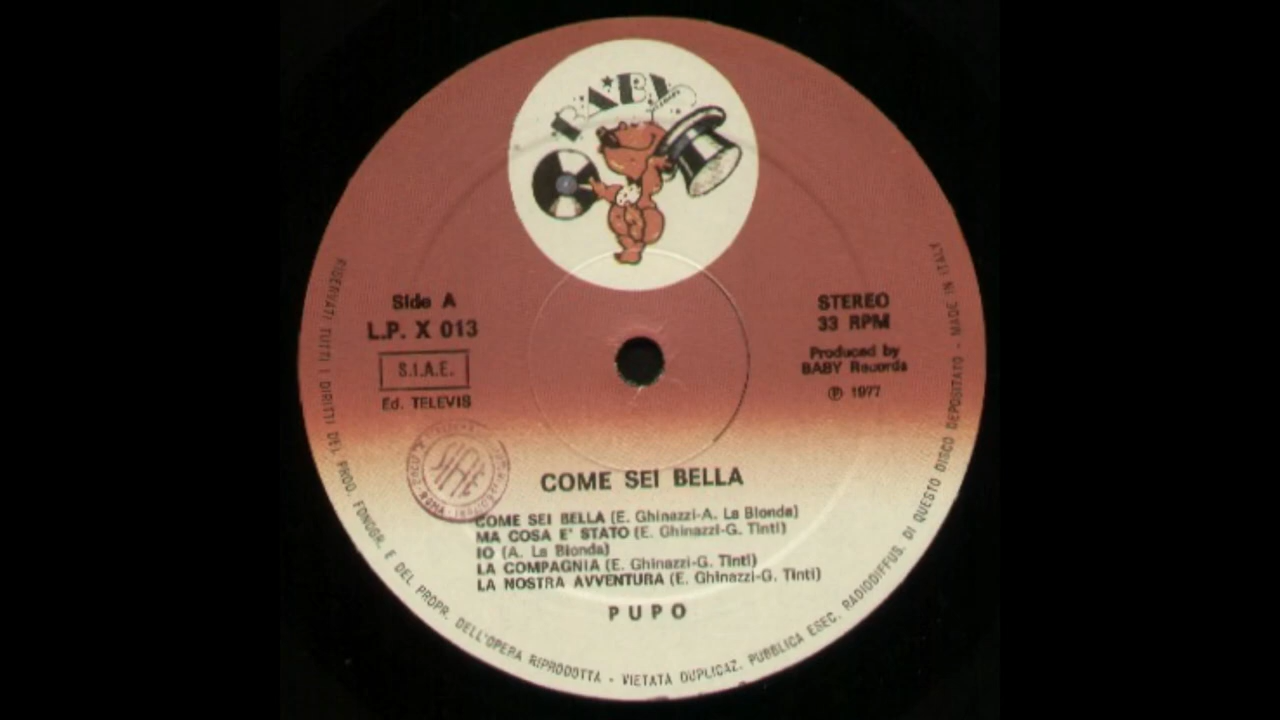 BABY
Records
Side A
L.P. X 013
S.I.A.E.
Ed. TELEVIS
STEREO
33 RPM
Produced by
BABY Records
℗ 1977
SIAE
ROMA
COME SEI BELLA
COME SEI BELLA (E. Ghinazzi-A. La Bionda)
MA COSA E' STATO (E. Ghinazzi-G. Tinti)
IO (A. La Bionda)
LA COMPAGNIA (E. Ghinazzi-G. Tinti)
LA NOSTRA AVVENTURA (E. Ghinazzi-G. Tinti)
PUPO
RISERVATI TUTTI I DIRITTI DEL PROD. FONOGR. E DEL PROPR. DELL'OPERA RIPRODOTTA - VIETATA DUPLICAZ. PUBBLICA ESEC. RADIODIFFUS. DI QUESTO DISCO DEPOSITATO - MADE IN ITALY